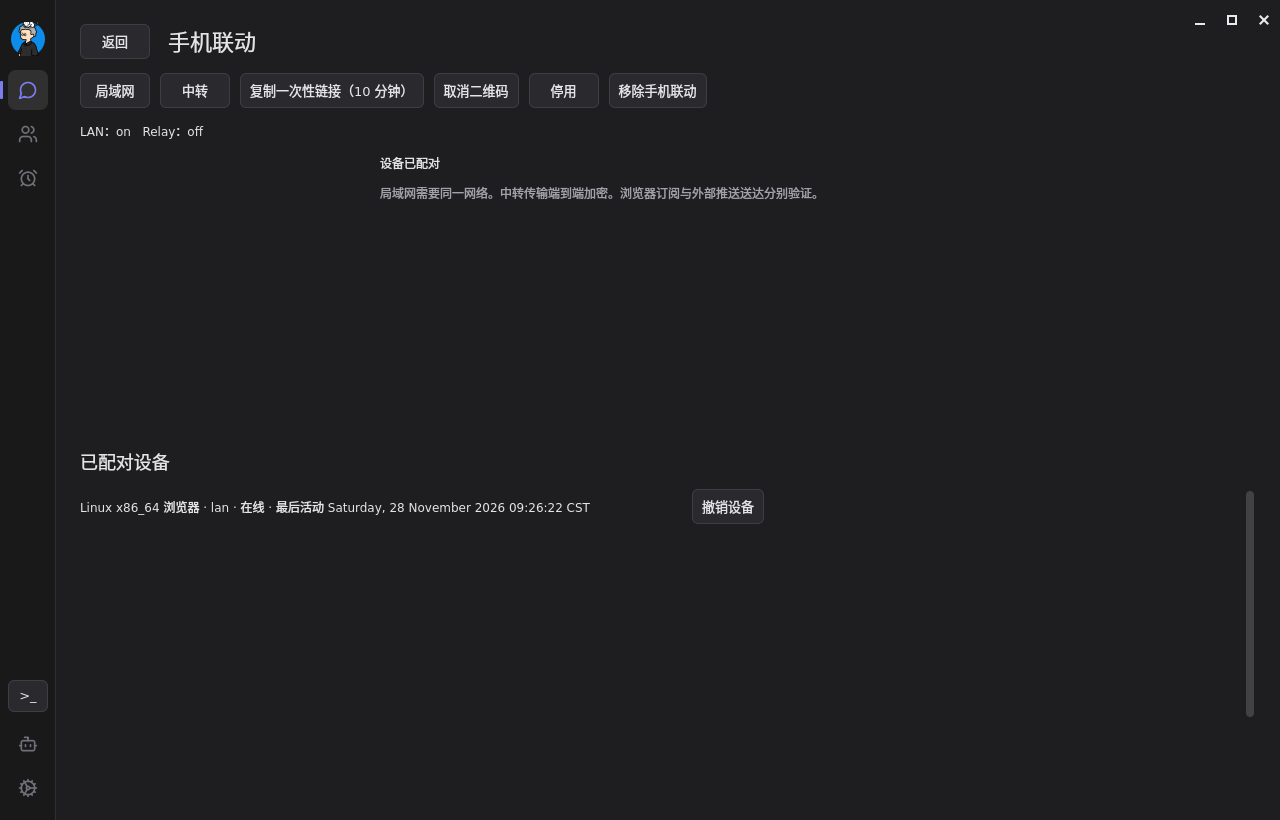 返回 手机联动
局域网 中转 复制一次性链接（10 分钟） 取消二维码 停用 移除手机联动
LAN：on Relay：off
设备已配对
局域网需要同一网络。中转传输端到端加密。浏览器订阅与外部推送送达分别验证。
已配对设备
Linux x86_64 浏览器 · lan · 在线 · 最后活动 Saturday, 28 November 2026 09:26:22 CST 撤销设备
>_